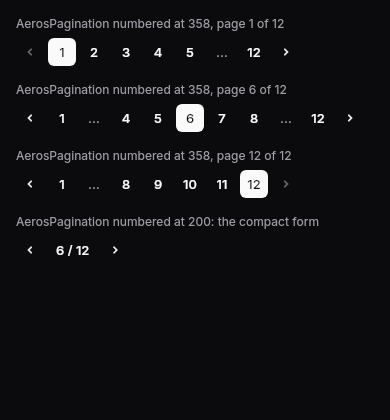 AerosPagination numbered at 358, page 1 of 12
‹ 1 2 3 4 5 … 12 ›
AerosPagination numbered at 358, page 6 of 12
‹ 1 … 4 5 6 7 8 … 12 ›
AerosPagination numbered at 358, page 12 of 12
‹ 1 … 8 9 10 11 12 ›
AerosPagination numbered at 200: the compact form
‹ 6 / 12 ›